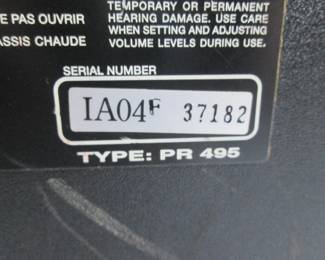 TEMPORARY OR PERMANENT
E PAS OUVRIR
HEARING DAMAGE. USE CARE
WHEN SETTING AND ADJUSTING
ASSIS CHAUDE
VOLUME LEVELS DURING USE.
SERIAL NUMBER
IA04F 37182
TYPE: PR 495